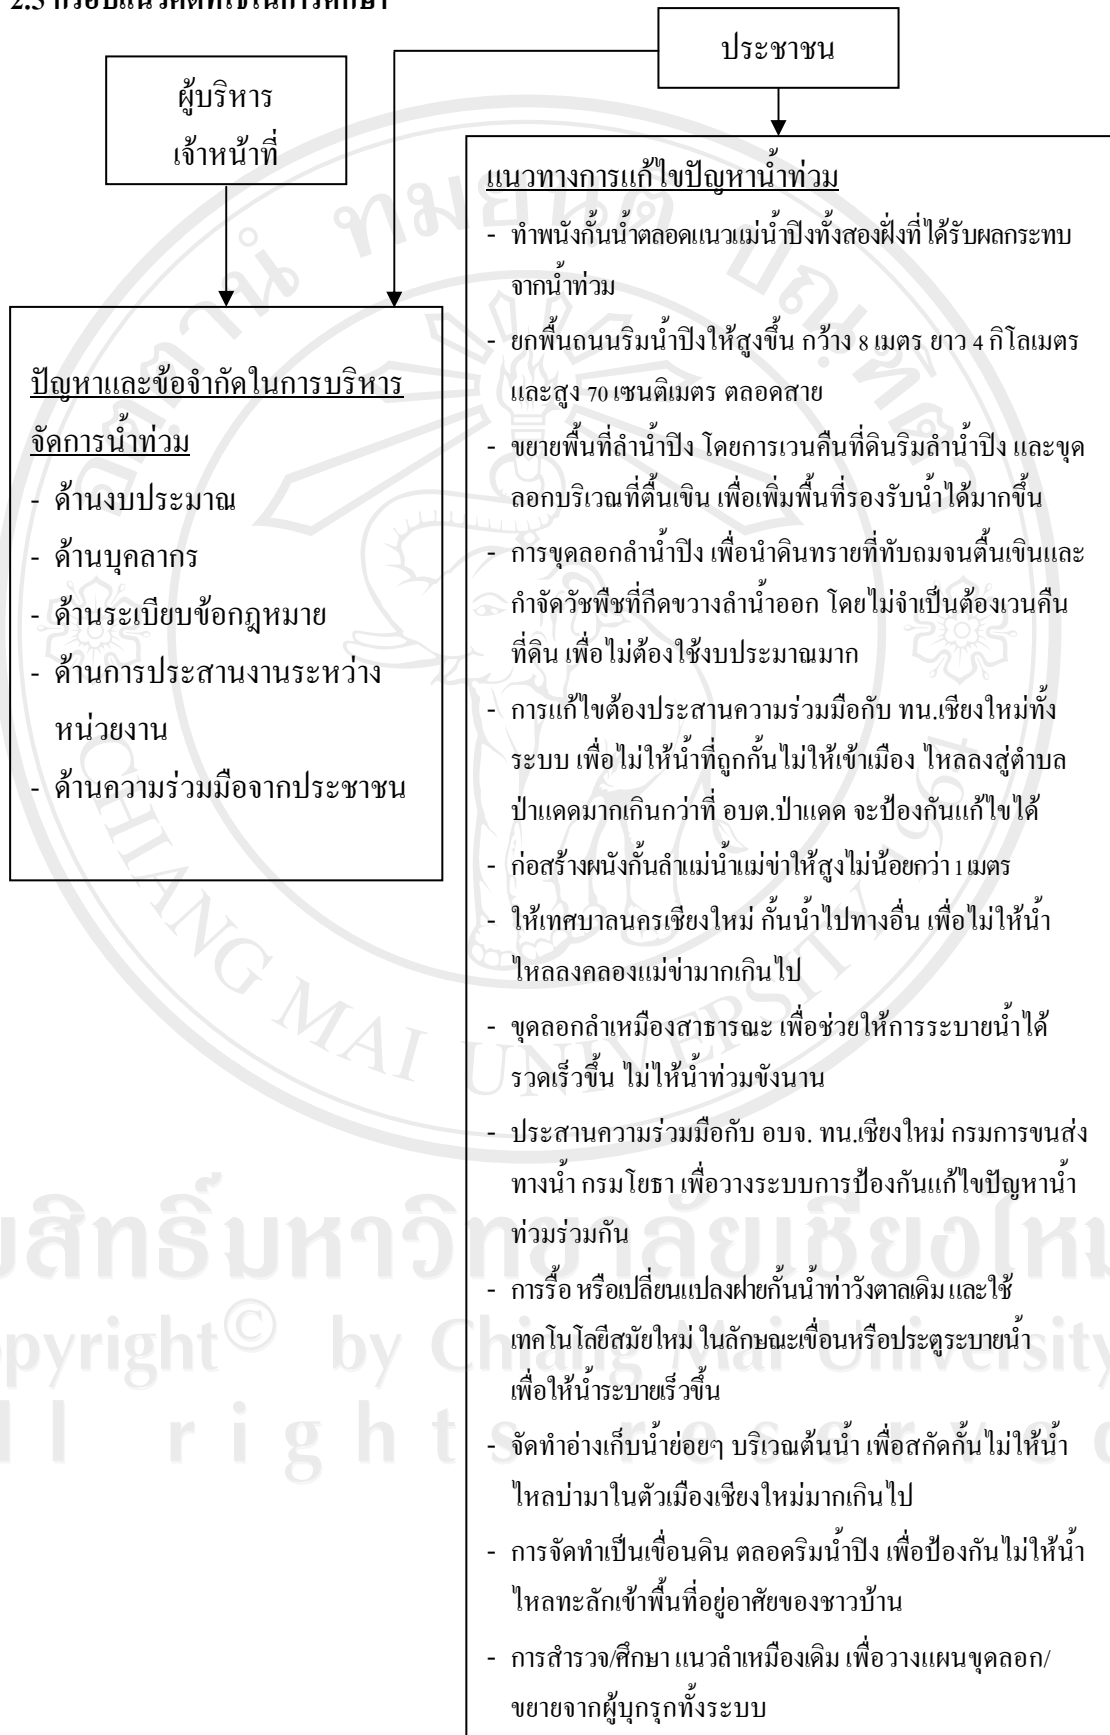 2.5 กรอบแนวคิดที่ใช้ในการศึกษา
ประชาชน
ผู้บริหาร
เจ้าหน้าที่
ปัญหาและข้อจำกัดในการบริหาร
จัดการน้ำท่วม
- ด้านงบประมาณ
- ด้านบุคลากร
- ด้านระเบียบข้อกฎหมาย
- ด้านการประสานงานระหว่าง
หน่วยงาน
- ด้านความร่วมมือจากประชาชน
แนวทางการแก้ไขปัญหาน้ำท่วม
- ทำพนังกั้นน้ำตลอดแนวแม่น้ำปิงทั้งสองฝั่งที่ได้รับผลกระทบ
จากน้ำท่วม
- ยกพื้นถนนริมน้ำปิงให้สูงขึ้น กว้าง 8 เมตร ยาว 4 กิโลเมตร
และสูง 70 เซนติเมตร ตลอดสาย
- ขยายพื้นที่ลำน้ำปิง โดยการเวนคืนที่ดินริมลำน้ำปิง และขุด
ลอกบริเวณที่ตื้นเขิน เพื่อเพิ่มพื้นที่รองรับน้ำได้มากขึ้น
- การขุดลอกลำน้ำปิง เพื่อนำดินทรายที่ทับถมจนตื้นเขินและ
กำจัดวัชพืชที่กีดขวางลำน้ำออก โดยไม่จำเป็นต้องเวนคืน
ที่ดิน เพื่อไม่ต้องใช้งบประมาณมาก
- การแก้ไขต้องประสานความร่วมมือกับ ทน.เชียงใหม่ทั้ง
ระบบ เพื่อไม่ให้น้ำที่ถูกกั้นไม่ให้เข้าเมือง ไหลลงสู่ตำบล
ป่าแดดมากเกินกว่าที่ อบต.ป่าแดด จะป้องกันแก้ไขได้
- ก่อสร้างผนังกั้นลำแม่น้ำแม่ข่าให้สูงไม่น้อยกว่า 1 เมตร
- ให้เทศบาลนครเชียงใหม่ กั้นน้ำไปทางอื่น เพื่อไม่ให้น้ำ
ไหลลงคลองแม่ข่ามากเกินไป
- ขุดลอกลำเหมืองสาธารณะ เพื่อช่วยให้การระบายน้ำได้
รวดเร็วขึ้น ไม่ให้น้ำท่วมขังนาน
- ประสานความร่วมมือกับ อบจ. ทน.เชียงใหม่ กรมการขนส่ง
ทางน้ำ กรมโยธา เพื่อวางระบบการป้องกันแก้ไขปัญหาน้ำ
ท่วมร่วมกัน
- การรื้อ หรือเปลี่ยนแปลงฝายกั้นน้ำท่าวังตาลเดิม และใช้
เทคโนโลยีสมัยใหม่ ในลักษณะเขื่อนหรือประตูระบายน้ำ
เพื่อให้น้ำระบายเร็วขึ้น
- จัดทำอ่างเก็บน้ำย่อยๆ บริเวณต้นน้ำ เพื่อสกัดกั้นไม่ให้น้ำ
ไหลบ่ามาในตัวเมืองเชียงใหม่มากเกินไป
- การจัดทำเป็นเขื่อนดิน ตลอดริมน้ำปิง เพื่อป้องกันไม่ให้น้ำ
ไหลทะลักเข้าพื้นที่อยู่อาศัยของชาวบ้าน
- การสำรวจ/ศึกษา แนวลำเหมืองเดิม เพื่อวางแผนขุดลอก/
ขยายจากผู้บุกรุกทั้งระบบ
CHIANG MAI UNIVERSITY 1964
มหาวิทยาลัยเชียงใหม่
opyright© by Chiang Mai University
rights reserved